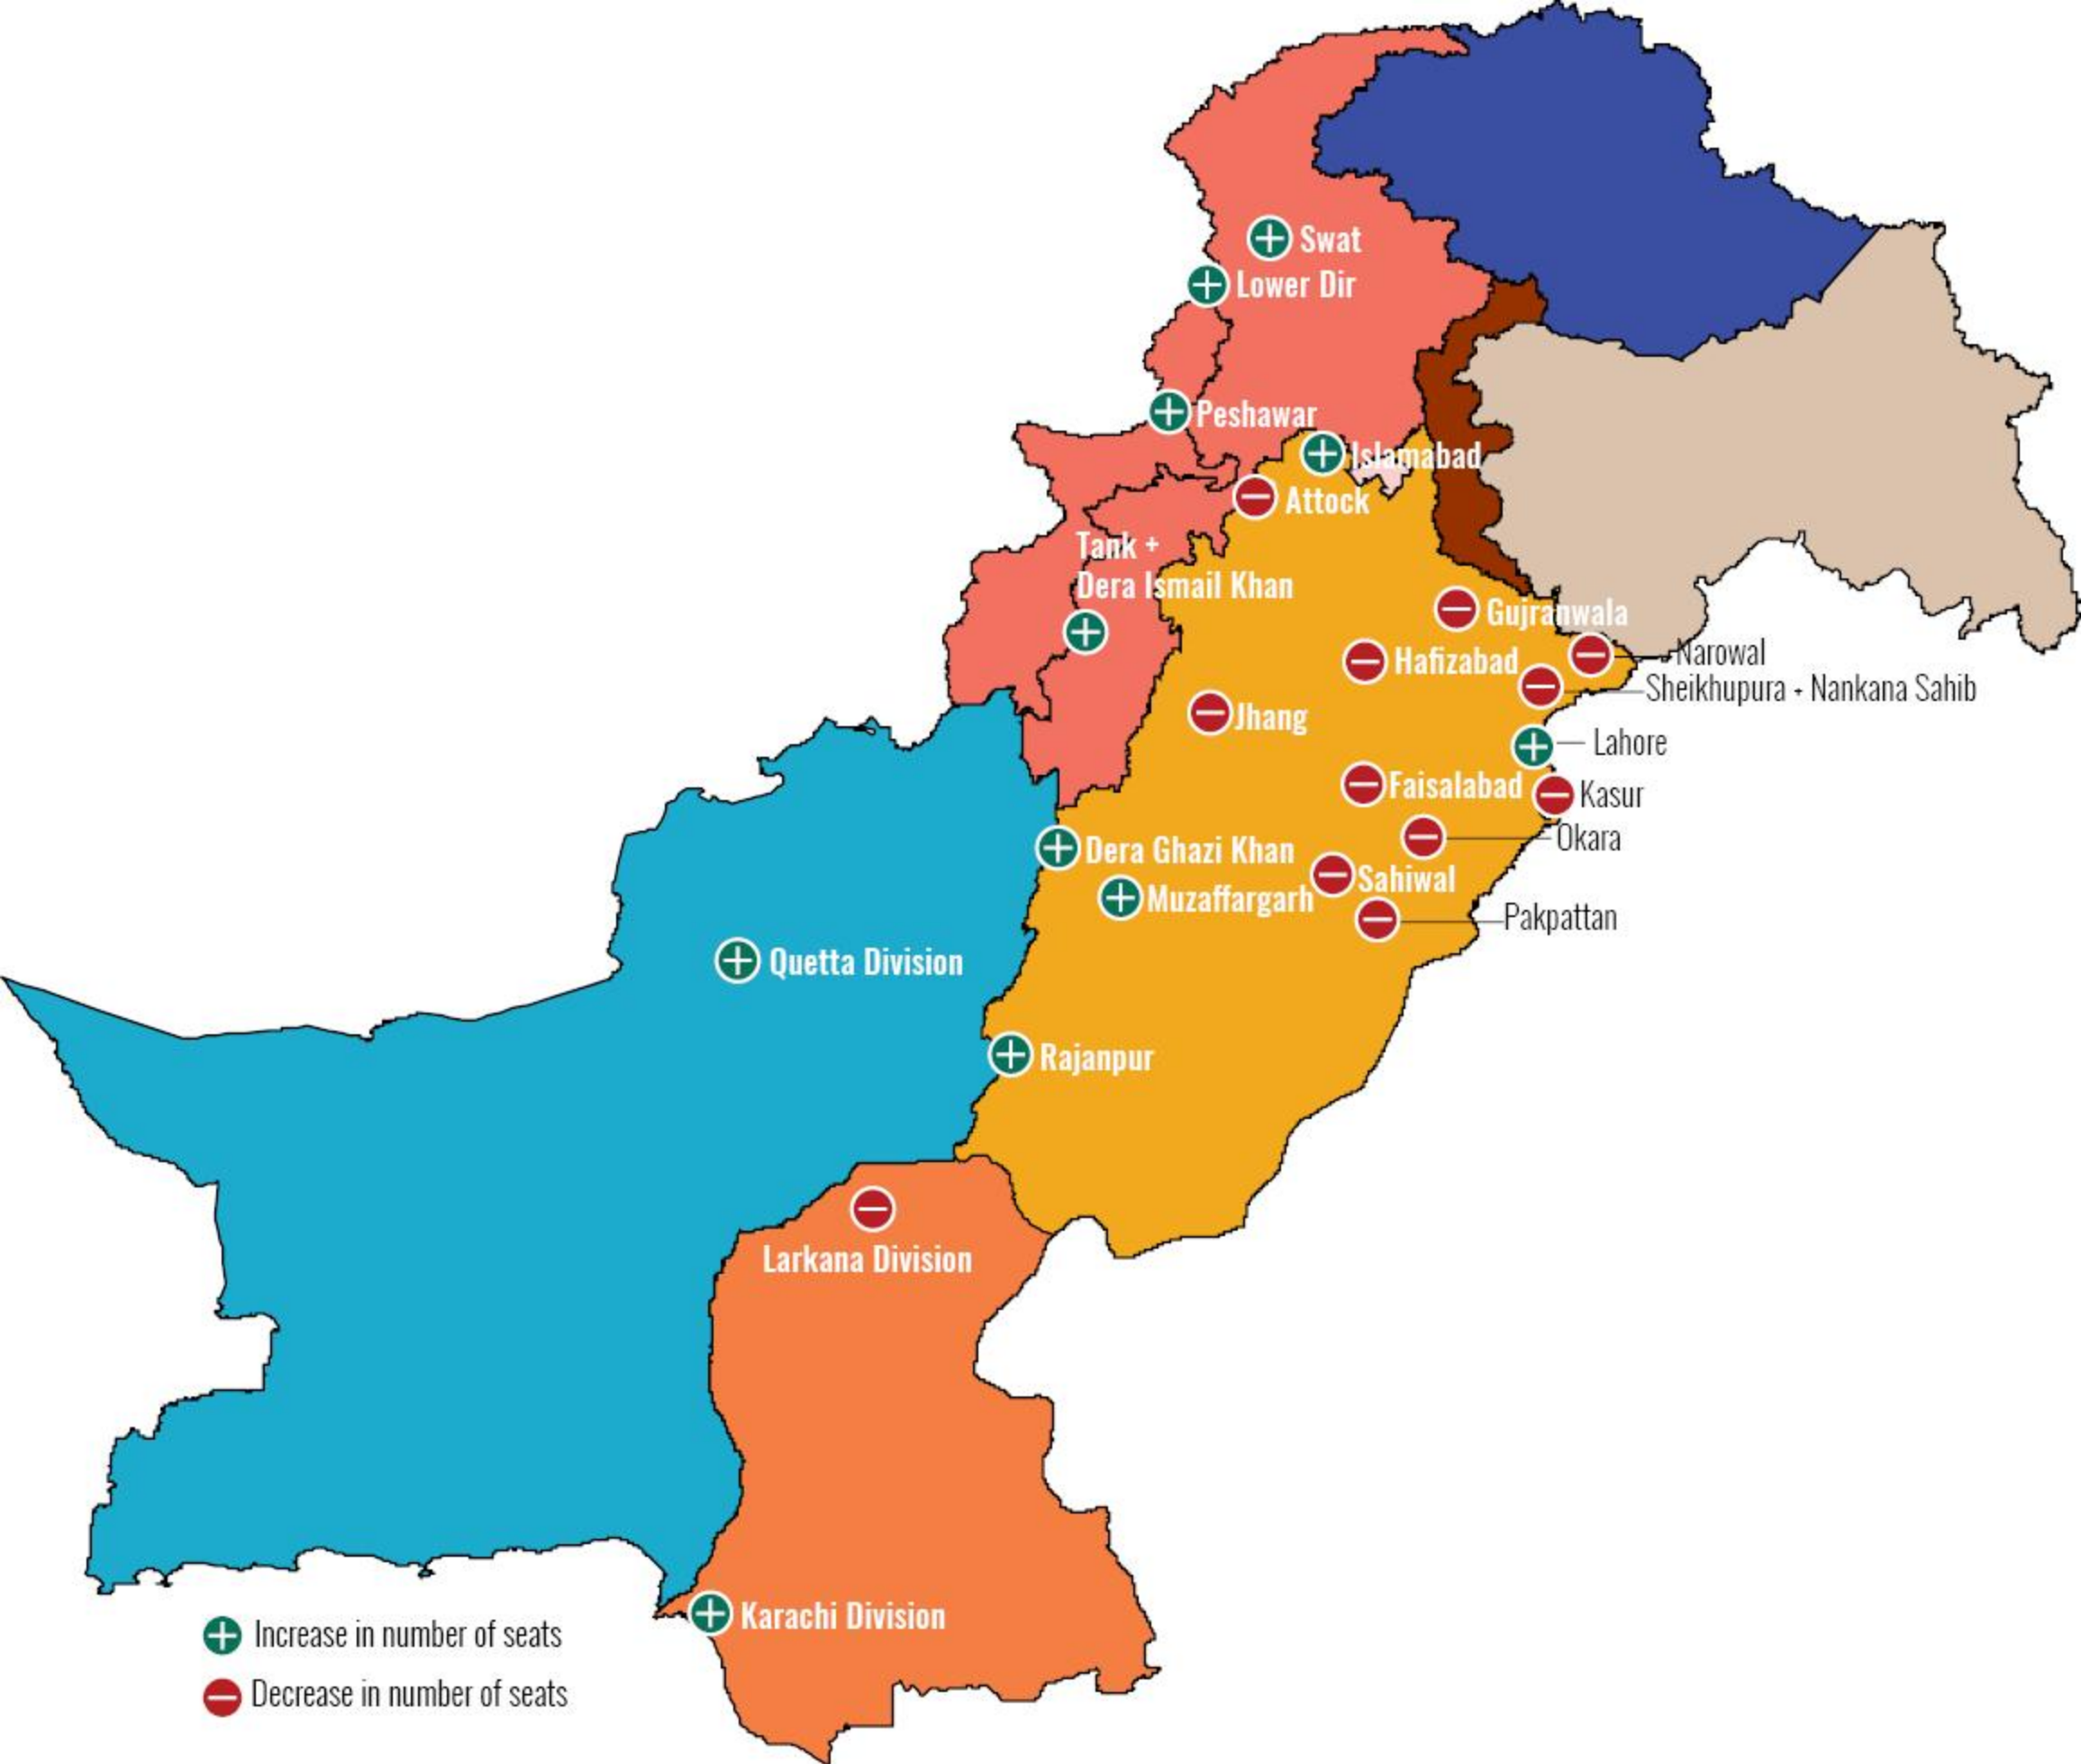 Swat
Lower Dir
Peshawar
Islamabad
Attock
Tank +
Dera Ismail Khan
Gujranwala
Narowal
Hafizabad
Sheikhupura + Nankana Sahib
Jhang
Lahore
Faisalabad
Kasur
Okara
Dera Ghazi Khan
Sahiwal
Muzaffargarh
Pakpattan
Quetta Division
Rajanpur
Larkana Division
Karachi Division
Increase in number of seats
Decrease in number of seats